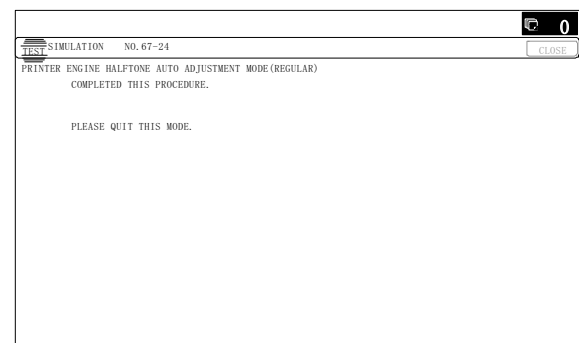 0
TEST SIMULATION NO.67-24
CLOSE
PRINTER ENGINE HALFTONE AUTO ADJUSTMENT MODE(REGULAR)
COMPLETED THIS PROCEDURE.
PLEASE QUIT THIS MODE.